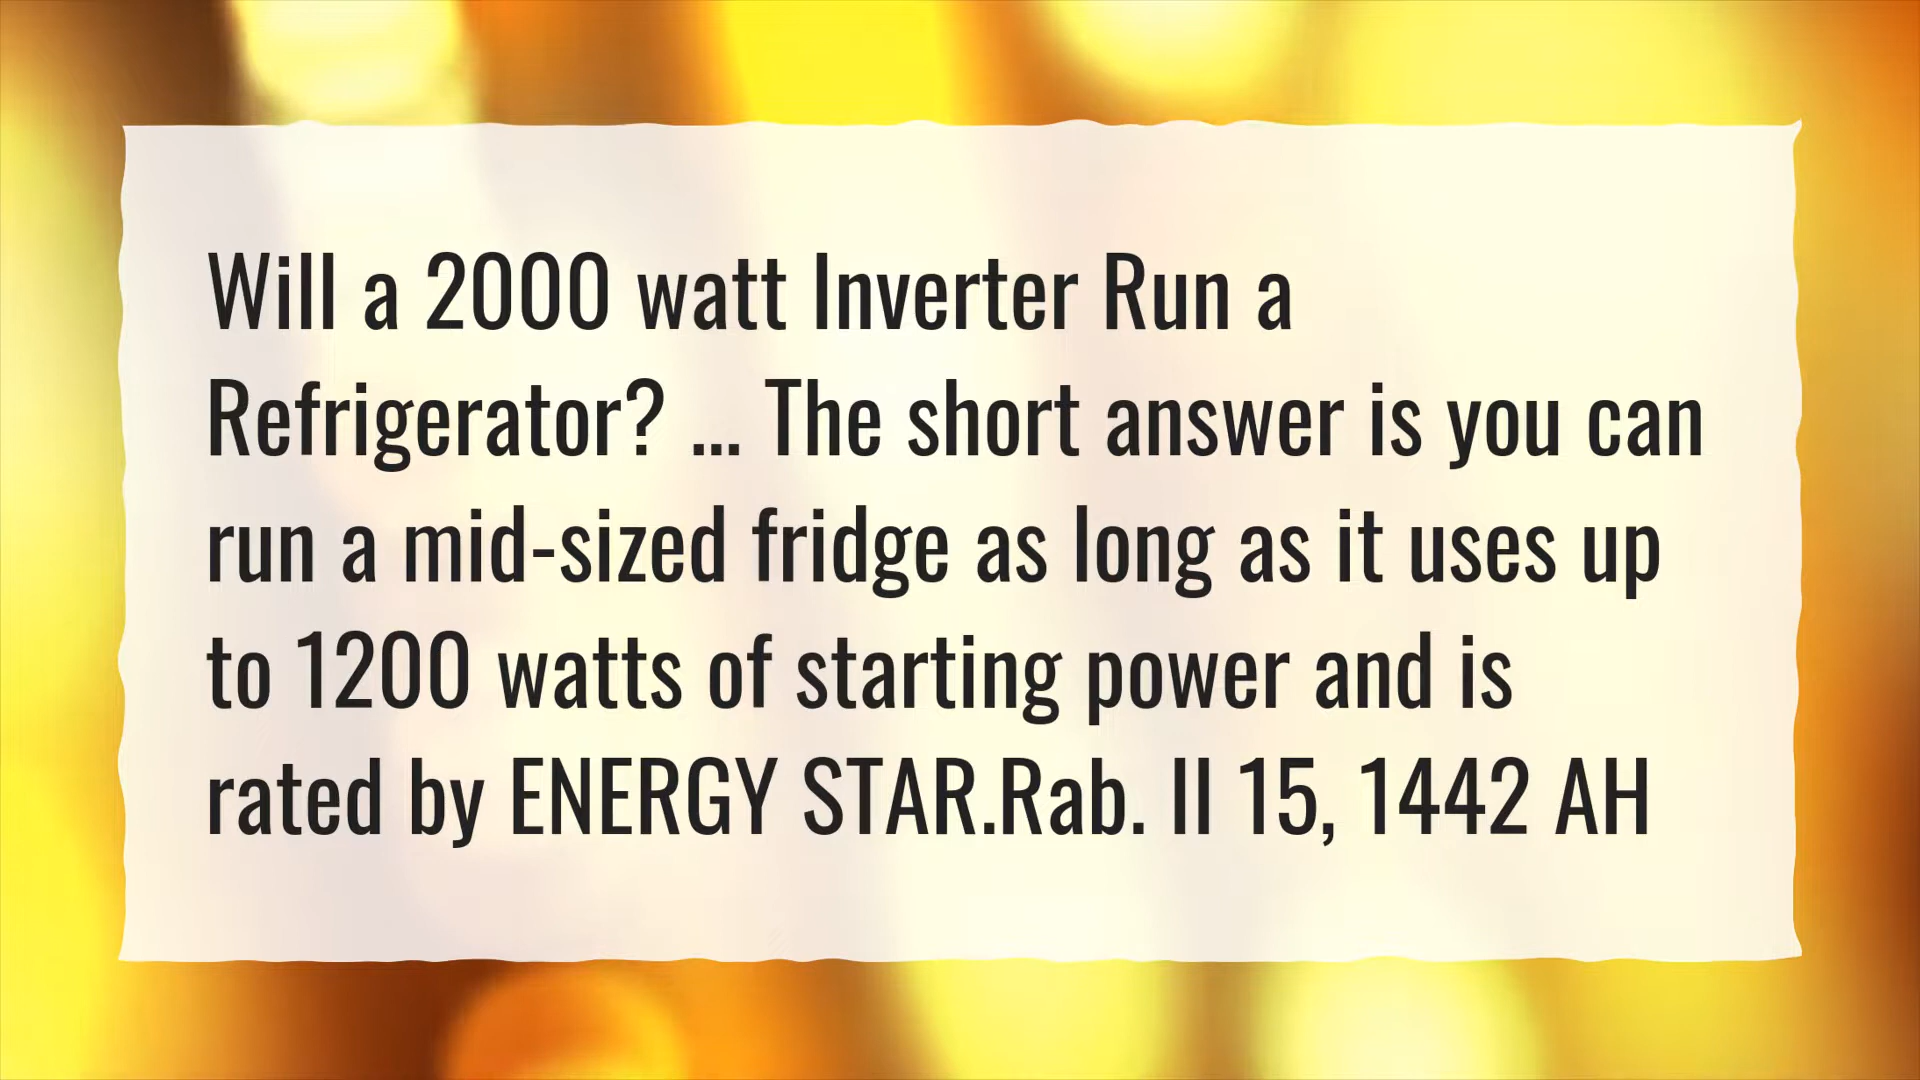 Will a 2000 watt Inverter Run a
Refrigerator? ... The short answer is you can
run a mid-sized fridge as long as it uses up
to 1200 watts of starting power and is
rated by ENERGY STAR.Rab. II 15, 1442 AH